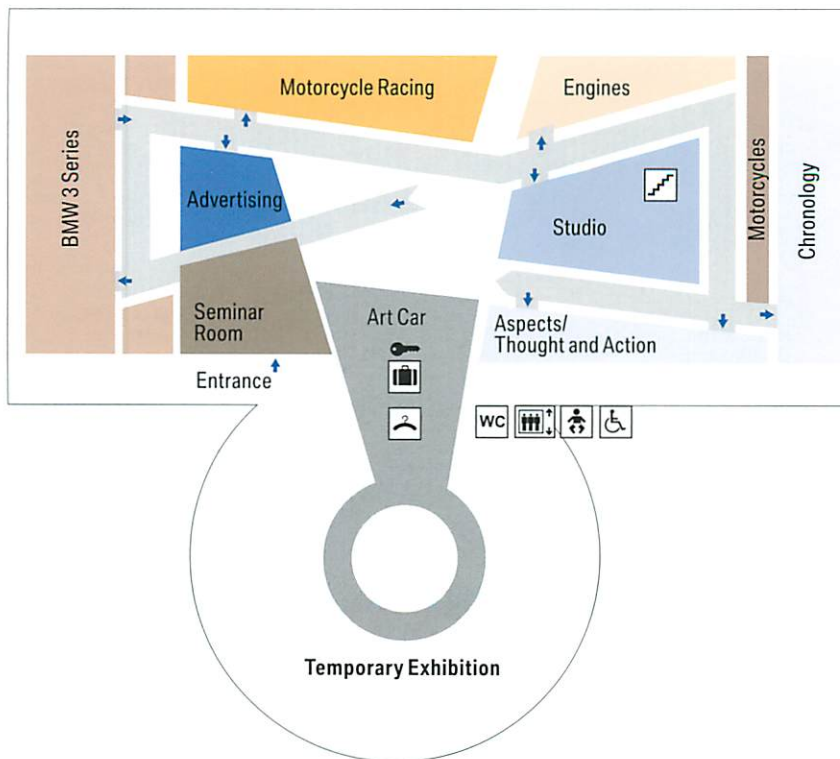 Motorcycle Racing
Engines
BMW 3 Series
Advertising
Studio
Motorcycles
Chronology
Seminar
Room
Art Car
Aspects/
Thought and Action
Entrance
WC
Temporary Exhibition